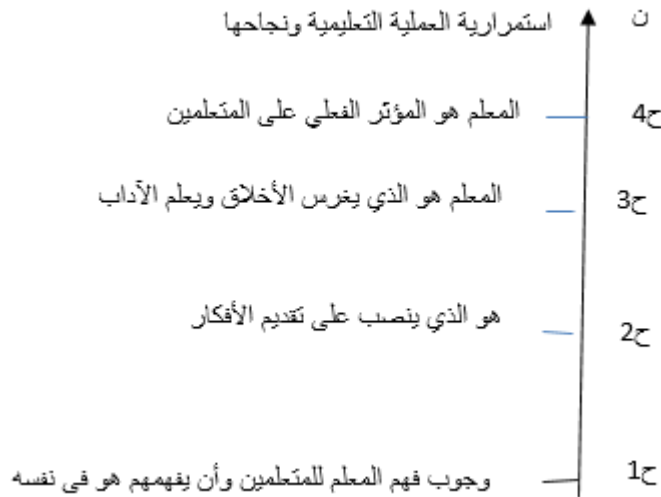 ن استمرارية العملية التعليمية ونجاحها
ح4 المعلم هو المؤثر الفعلي على المتعلمين
ح3 المعلم هو الذي يغرس الأخلاق ويعلم الآداب
ح2 هو الذي ينصب على تقديم الأفكار
ح1 وجوب فهم المعلم للمتعلمين وأن يفهمهم هو في نفسه